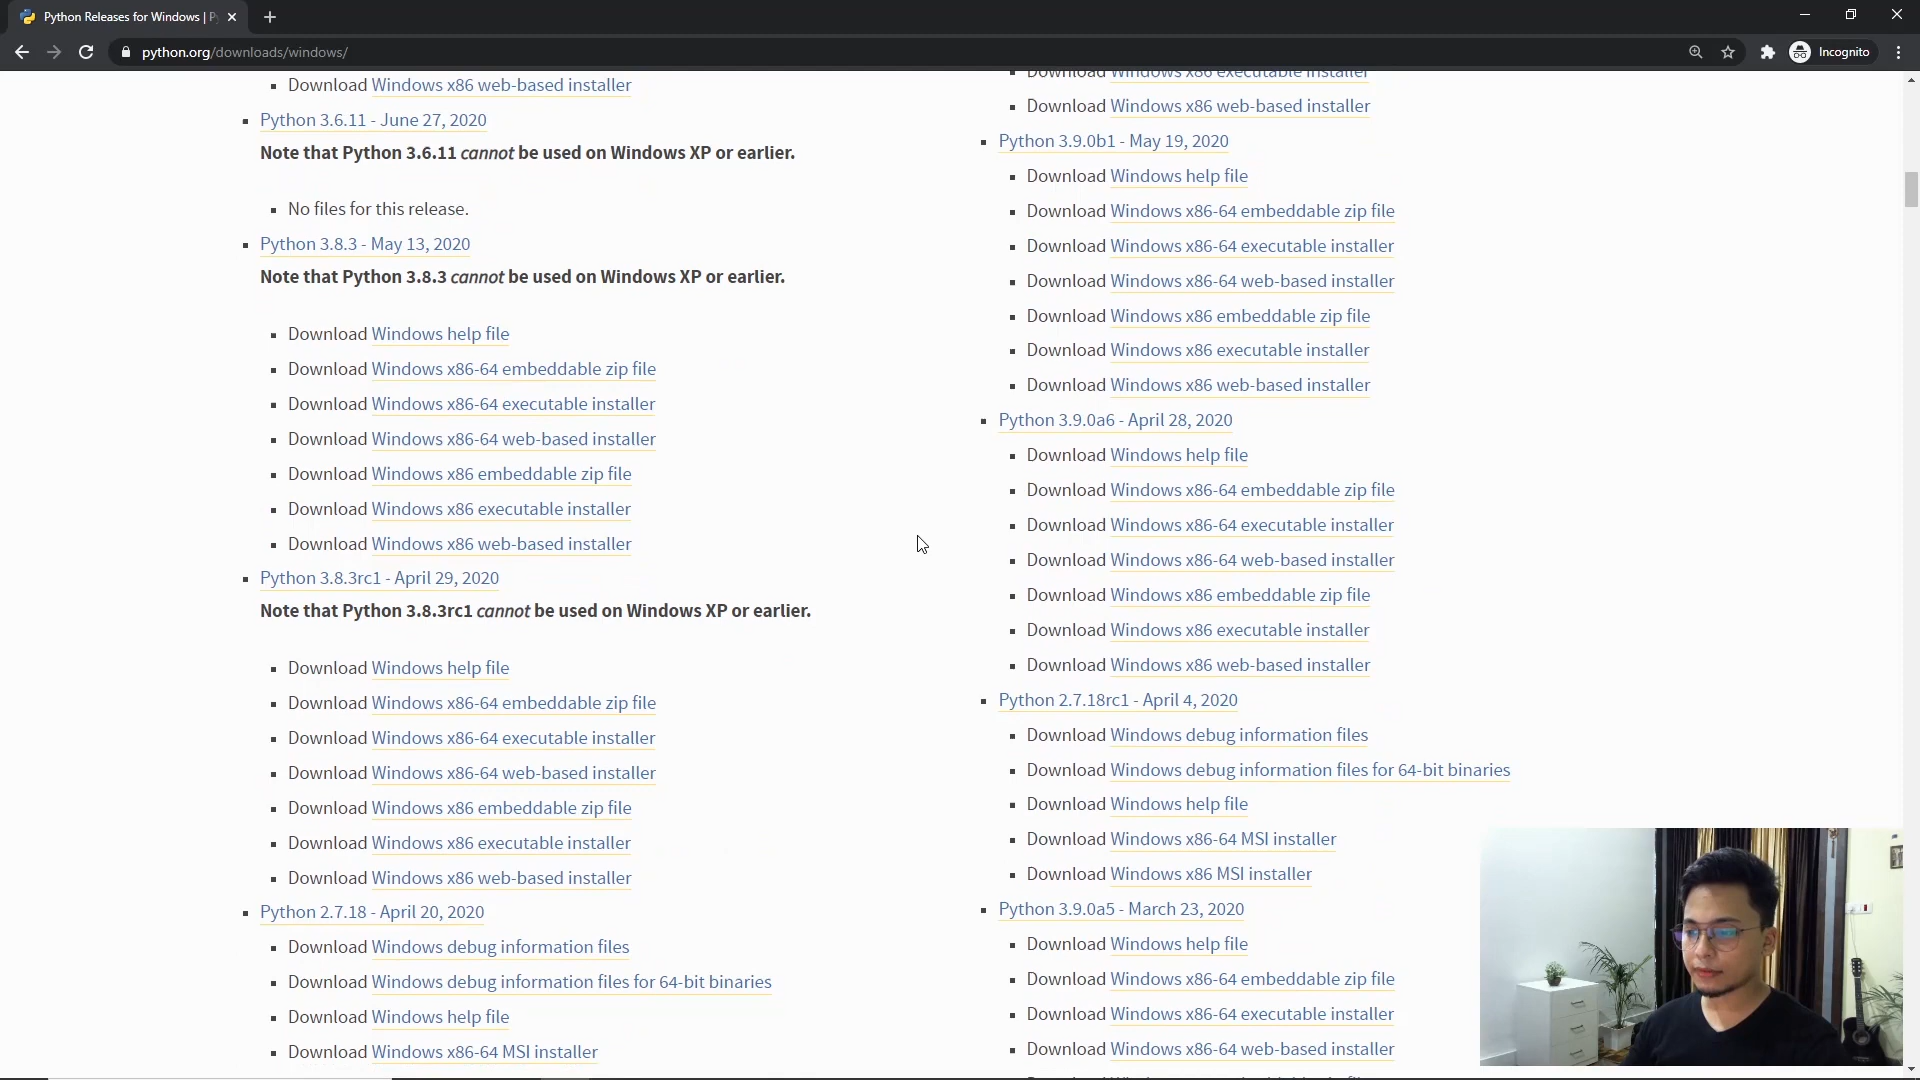 Python Releases for Windows | P
python.org/downloads/windows/
Incognito
Download Windows x86 web-based installer
Python 3.6.11 - June 27, 2020
Note that Python 3.6.11 cannot be used on Windows XP or earlier.
No files for this release.
Python 3.8.3 - May 13, 2020
Note that Python 3.8.3 cannot be used on Windows XP or earlier.
Download Windows help file
Download Windows x86-64 embeddable zip file
Download Windows x86-64 executable installer
Download Windows x86-64 web-based installer
Download Windows x86 embeddable zip file
Download Windows x86 executable installer
Download Windows x86 web-based installer
Python 3.8.3rc1 - April 29, 2020
Note that Python 3.8.3rc1 cannot be used on Windows XP or earlier.
Download Windows help file
Download Windows x86-64 embeddable zip file
Download Windows x86-64 executable installer
Download Windows x86-64 web-based installer
Download Windows x86 embeddable zip file
Download Windows x86 executable installer
Download Windows x86 web-based installer
Python 2.7.18 - April 20, 2020
Download Windows debug information files
Download Windows debug information files for 64-bit binaries
Download Windows help file
Download Windows x86-64 MSI installer
Download Windows x86 executable installer
Download Windows x86 web-based installer
Python 3.9.0b1 - May 19, 2020
Download Windows help file
Download Windows x86-64 embeddable zip file
Download Windows x86-64 executable installer
Download Windows x86-64 web-based installer
Download Windows x86 embeddable zip file
Download Windows x86 executable installer
Download Windows x86 web-based installer
Python 3.9.0a6 - April 28, 2020
Download Windows help file
Download Windows x86-64 embeddable zip file
Download Windows x86-64 executable installer
Download Windows x86-64 web-based installer
Download Windows x86 embeddable zip file
Download Windows x86 executable installer
Download Windows x86 web-based installer
Python 2.7.18rc1 - April 4, 2020
Download Windows debug information files
Download Windows debug information files for 64-bit binaries
Download Windows help file
Download Windows x86-64 MSI installer
Download Windows x86 MSI installer
Python 3.9.0a5 - March 23, 2020
Download Windows help file
Download Windows x86-64 embeddable zip file
Download Windows x86-64 executable installer
Download Windows x86-64 web-based installer